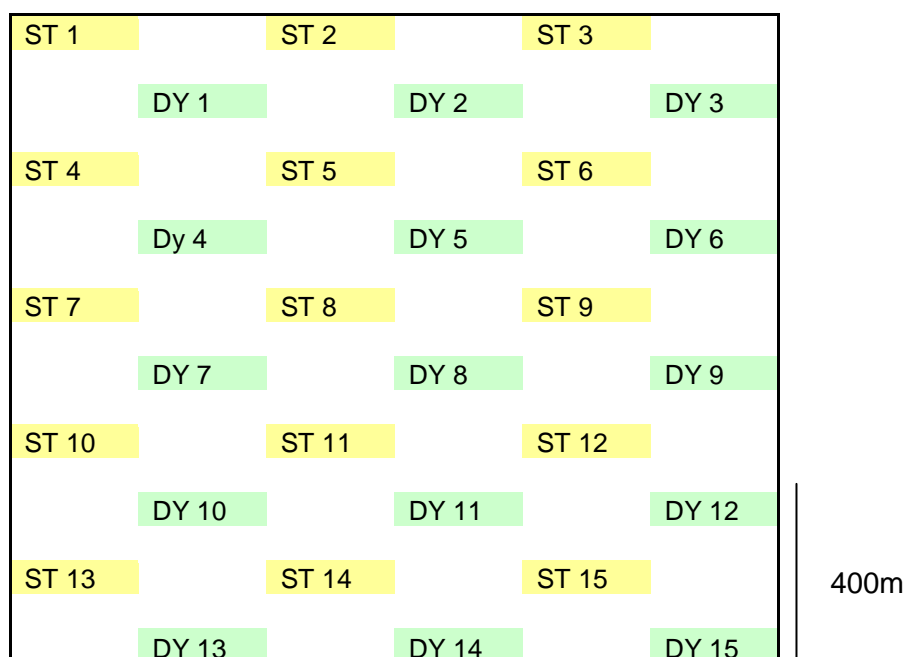 ST 1 ST 2 ST 3
DY 1 DY 2 DY 3
ST 4 ST 5 ST 6
Dy 4 DY 5 DY 6
ST 7 ST 8 ST 9
DY 7 DY 8 DY 9
ST 10 ST 11 ST 12
DY 10 DY 11 DY 12
ST 13 ST 14 ST 15
400m
DY 13 DY 14 DY 15